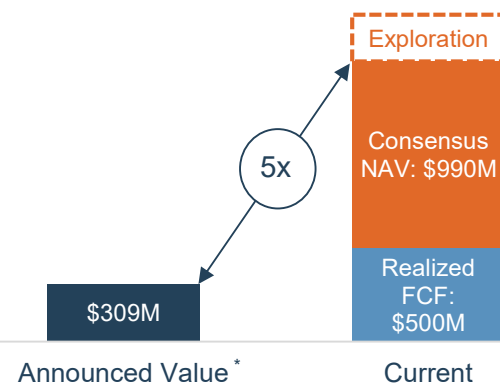 Exploration
Consensus
NAV: $990M
5x
Realized
FCF:
$500M
$309M
Announced Value *
Current